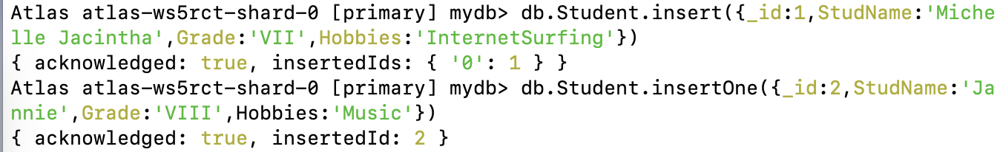 Atlas atlas-ws5rct-shard-0 [primary] mydb> db.Student.insert({_id:1,StudName:'Miche
lle Jacintha',Grade:'VII',Hobbies:'InternetSurfing'})
{ acknowledged: true, insertedIds: { '0': 1 } }
Atlas atlas-ws5rct-shard-0 [primary] mydb> db.Student.insertOne({_id:2,StudName:'Ja
nnie',Grade:'VIII',Hobbies:'Music'})
{ acknowledged: true, insertedId: 2 }